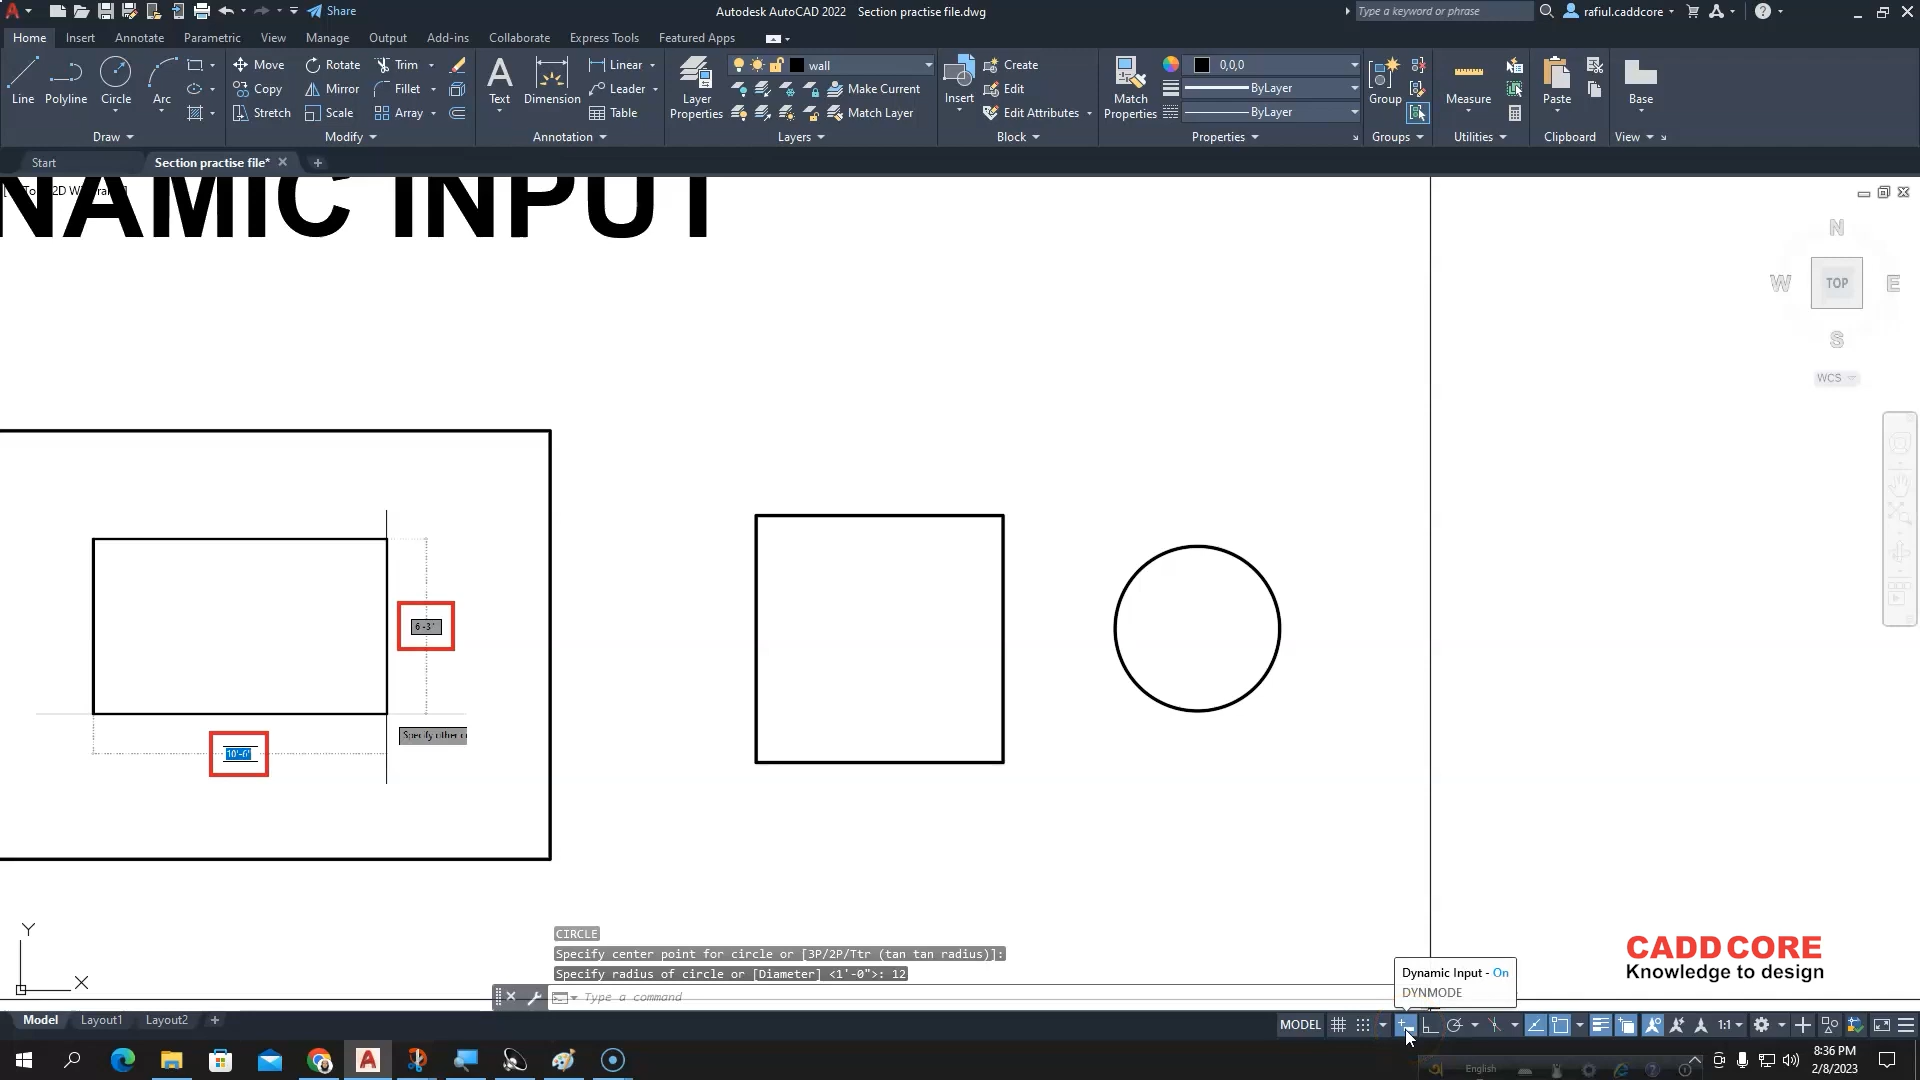 Share
Autodesk AutoCAD 2022 Section practise file.dwg
Type a keyword or phrase
rafiul.caddcore
Home Insert Annotate Parametric View Manage Output Add-ins Collaborate Express Tools Featured Apps
Line
Polyline
Circle
Arc
Draw
Move Rotate Trim
Copy Mirror Fillet
Stretch Scale Array
Modify
Text
Dimension
Linear
Leader
Table
Annotation
Layer
Properties
wall
Make Current
Match Layer
Layers
Insert
Create
Edit
Edit Attributes
Block
Match
Properties
0,0,0
ByLayer
ByLayer
Properties
Group
Groups
Measure
Utilities
Paste
Clipboard
Base
View
Start
Section practise file*
NAMIC INPUT
N
W TOP E
S
WCS
6'-3"
Specify other
10'-6"
Y
X
CIRCLE
Specify center point for circle or [3P/2P/Ttr (tan tan radius)]:
Specify radius of circle or [Diameter] <1'-0">: 12
Type a command
Dynamic Input - On
DYNMODE
CADD CORE
Knowledge to design
Model Layout1 Layout2
MODEL
1:1
English
8:36 PM
2/8/2023